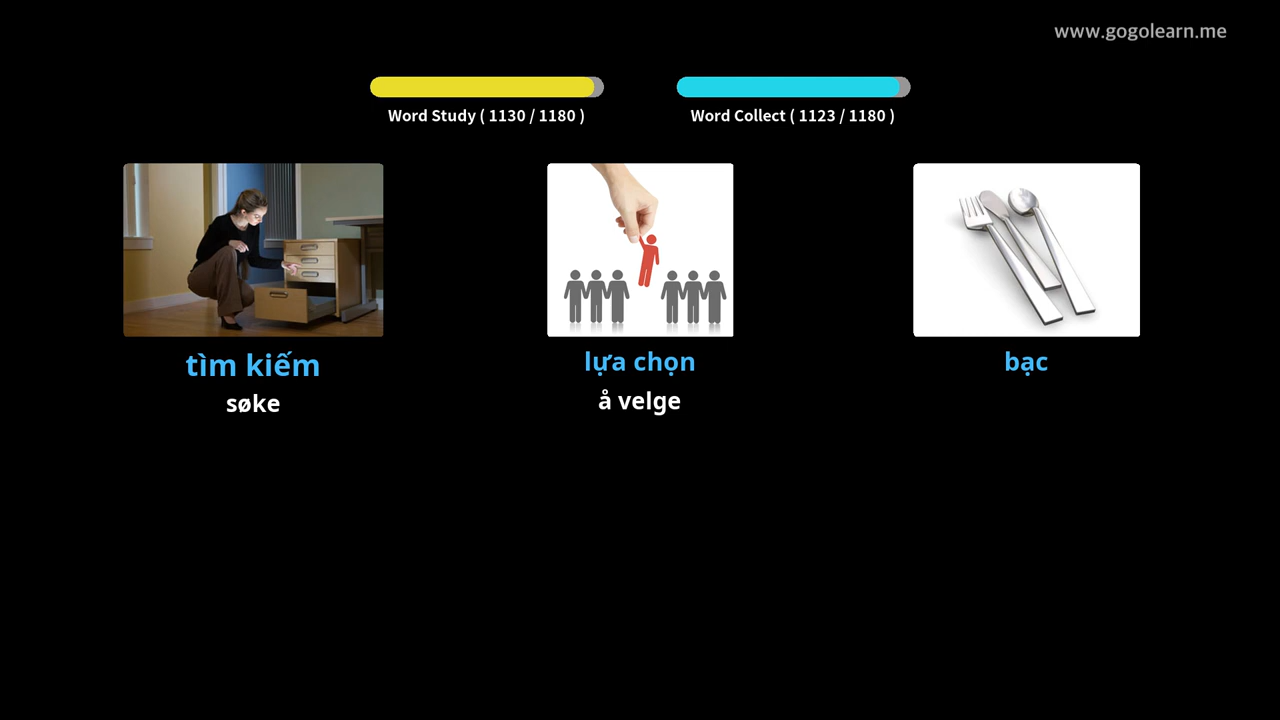 www.gogolearn.me
Word Study ( 1130 / 1180 )
Word Collect ( 1123 / 1180 )
tìm kiếm
søke
lựa chọn
å velge
bạc